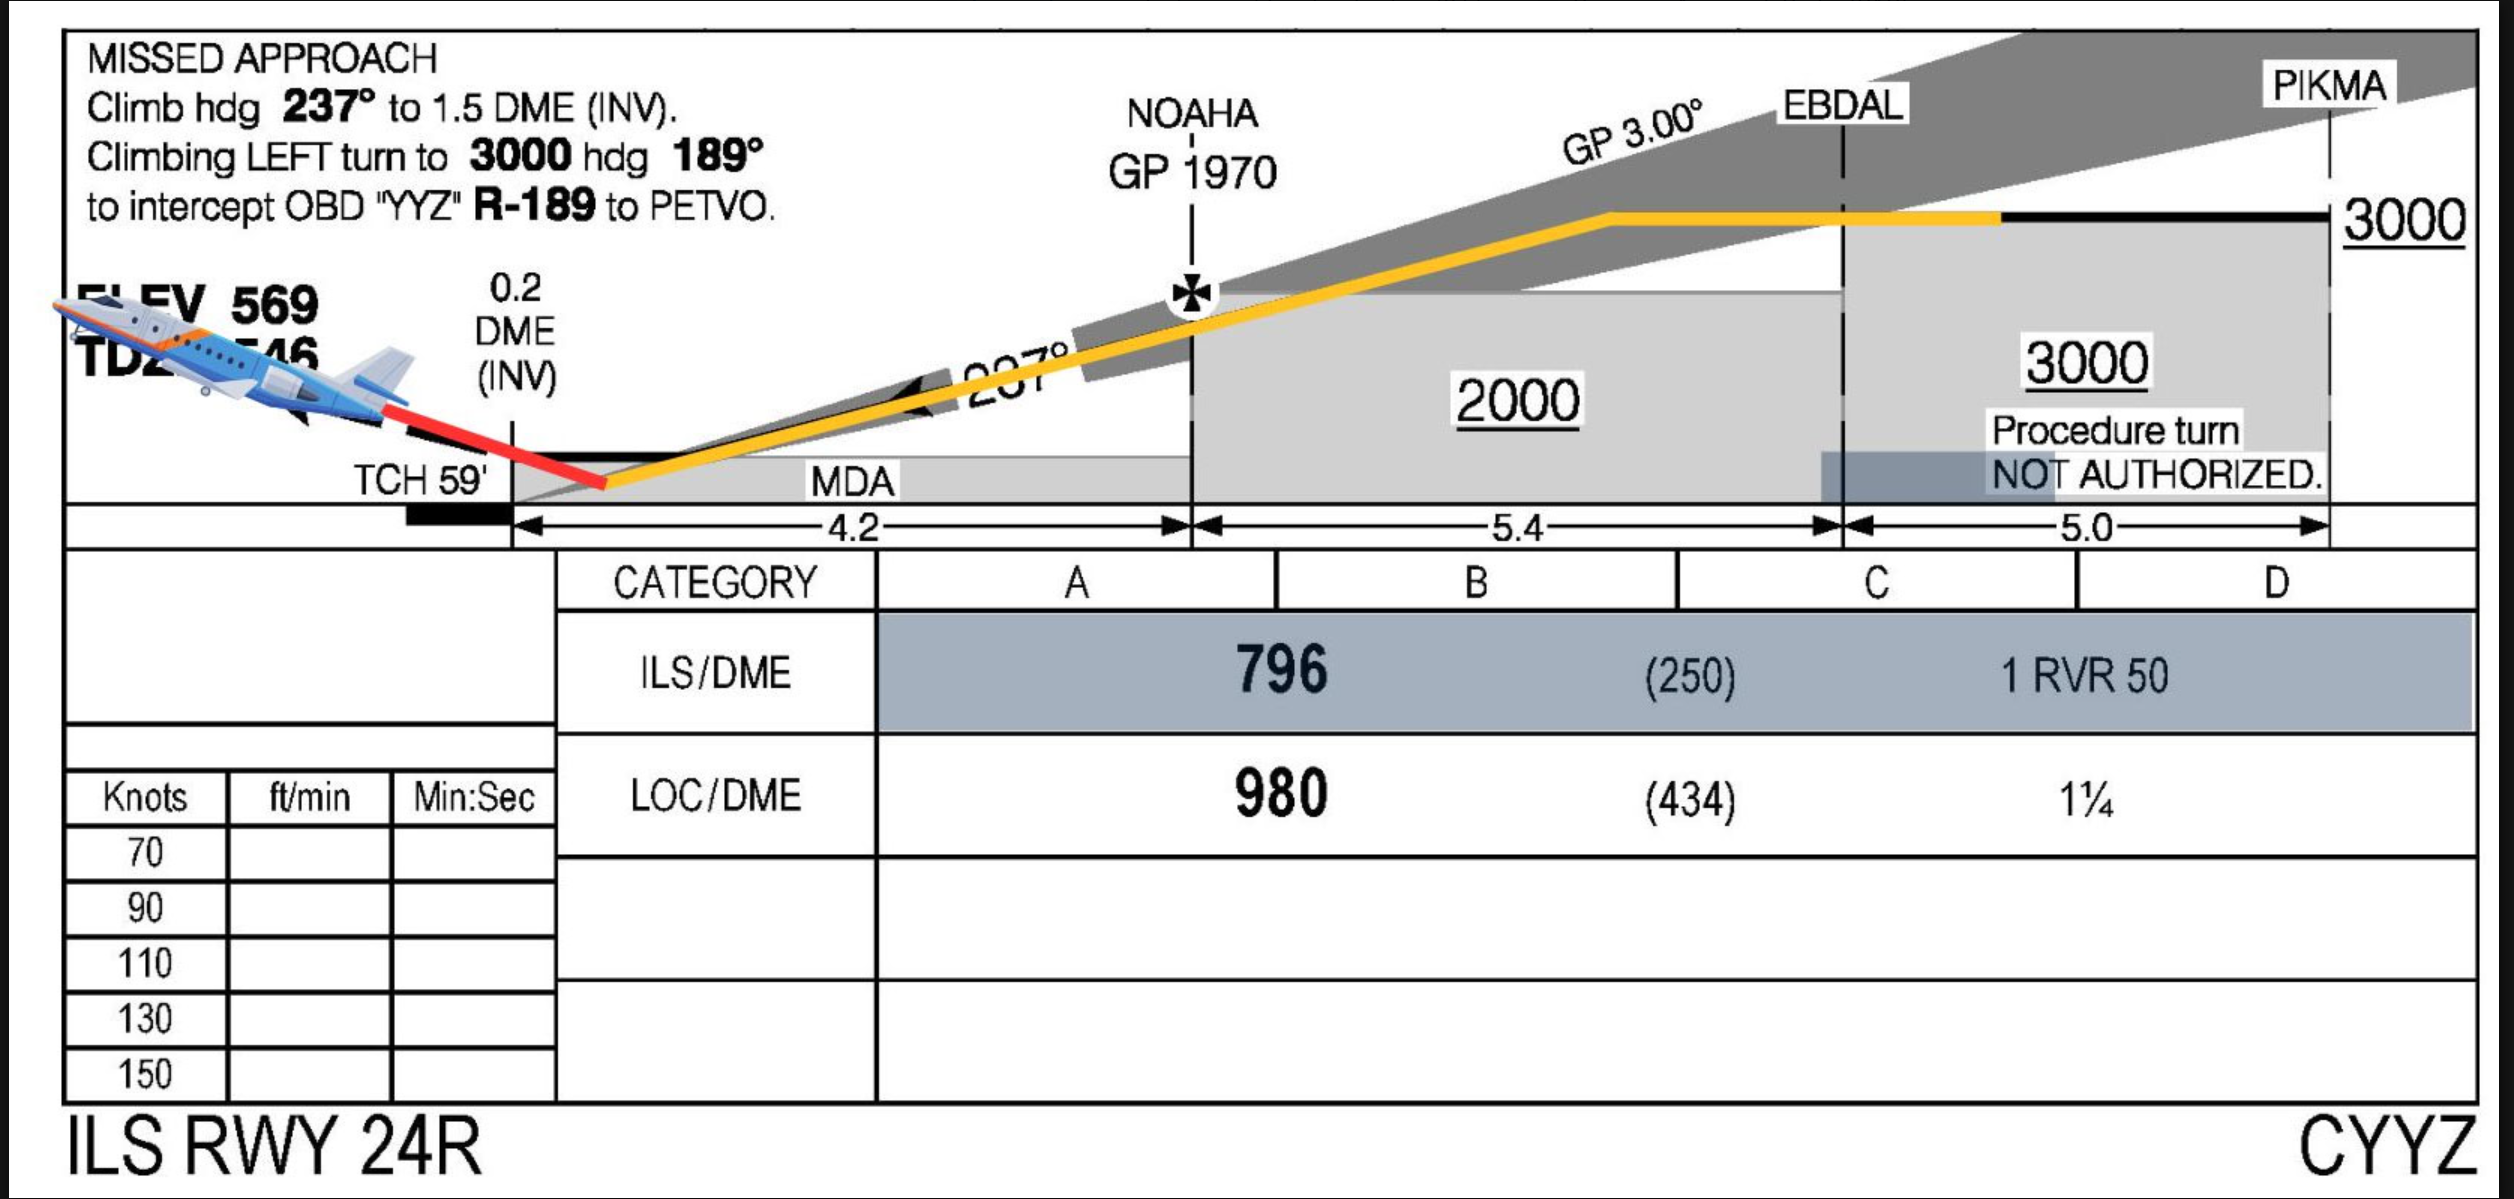 MISSED APPROACH
Climb hdg 237° to 1.5 DME (INV).
Climbing LEFT turn to 3000 hdg 189°
to intercept OBD "YYZ" R-189 to PETVO.
NOAHA
GP 1970
GP 3.00°
EBDAL
PIKMA
3000
ELEV 569
0.2
DME
(INV)
237°
2000
3000
Procedure turn
NOT AUTHORIZED.
TCH 59'
MDA
4.2 5.4 5.0
CATEGORY A B C D
ILS/DME 796 (250) 1 RVR 50
LOC/DME 980 (434) 1¼
Knots ft/min Min:Sec
70
90
110
130
150
ILS RWY 24R CYYZ